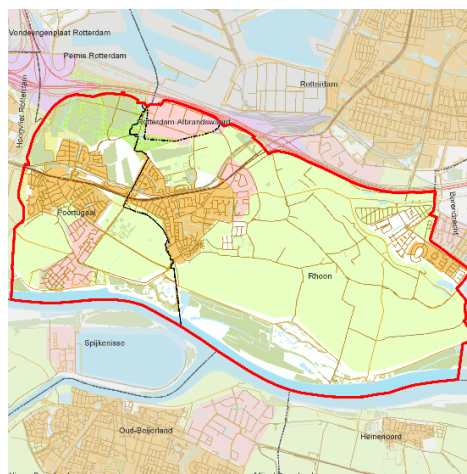 Vondelingenplaat Rotterdam
Pernis Rotterdam
Hoogvliet Rotterdam
Rotterdam
Rotterdam-Albrandswaard
Barendrecht
Poortugaal
Rhoon
Spijkenisse
Oud-Beijerland
Heinenoord